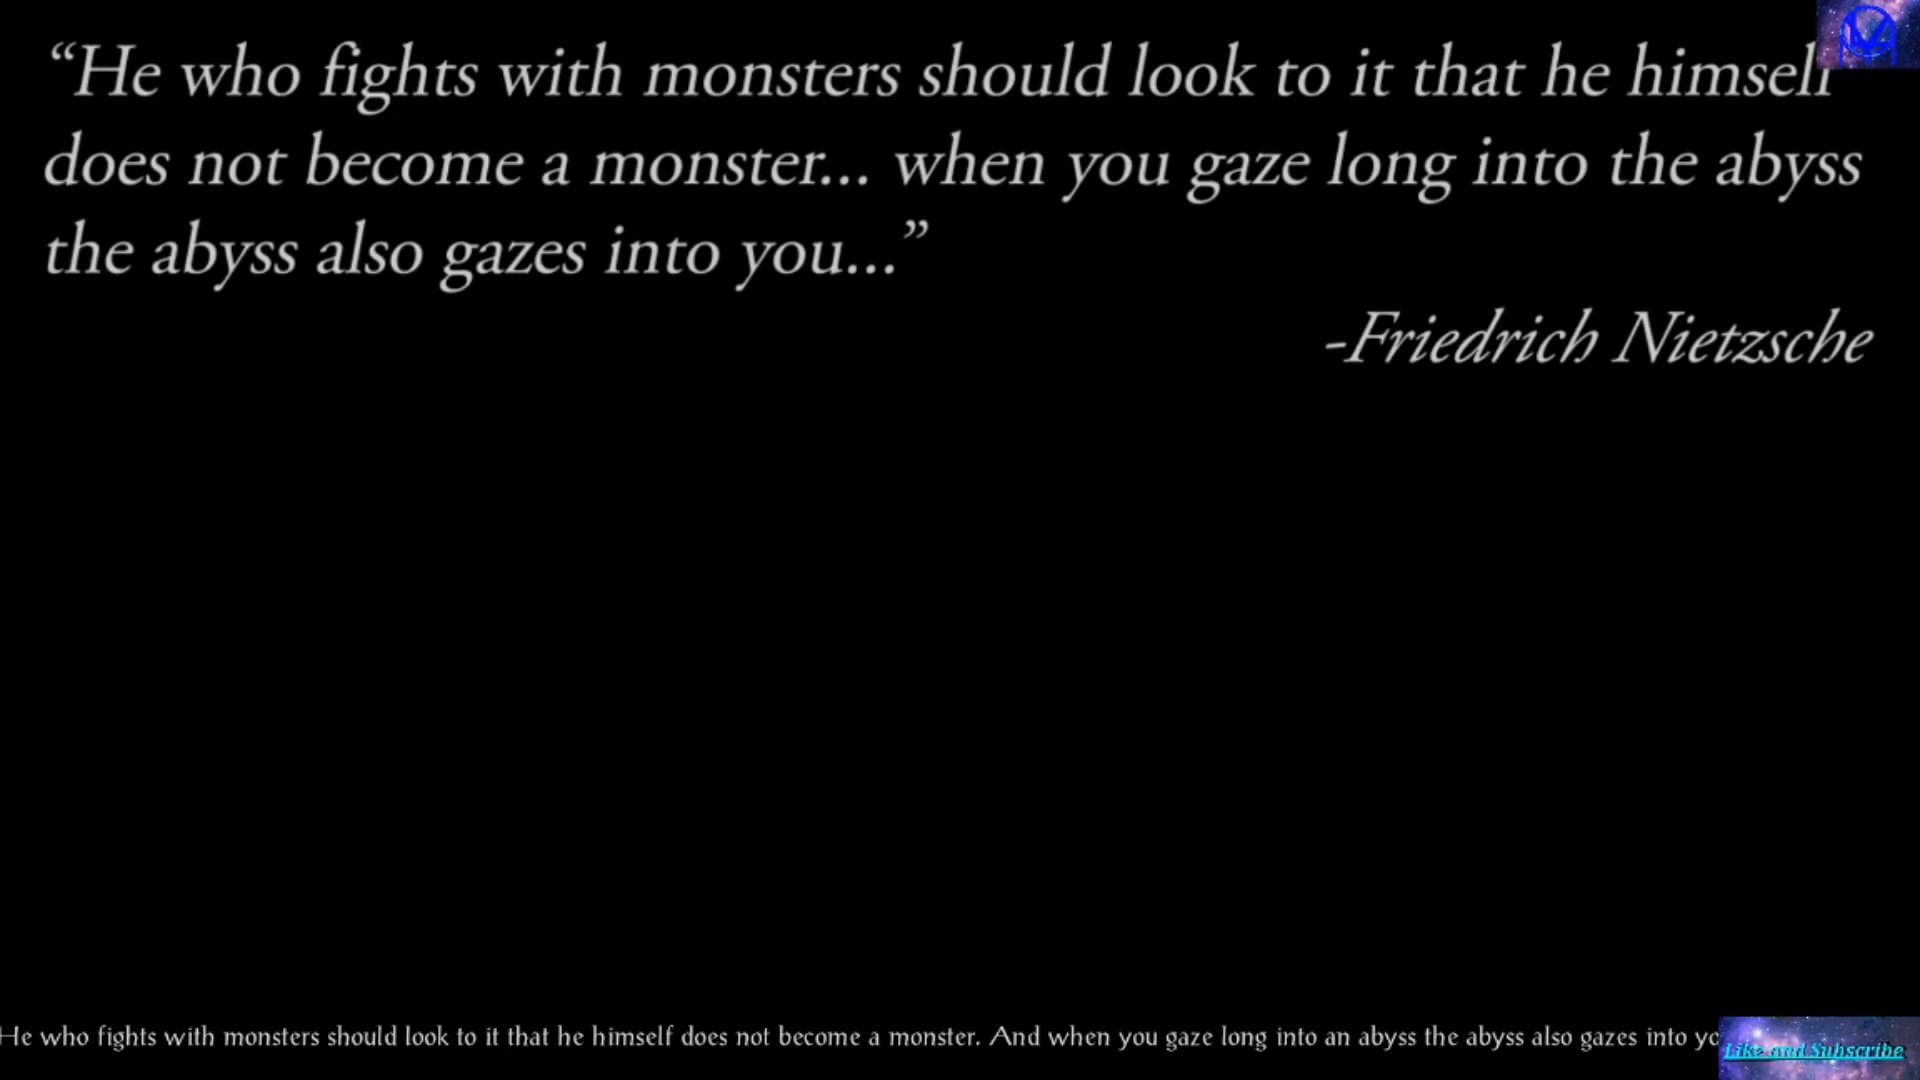 “He who fights with monsters should look to it that he himself
does not become a monster... when you gaze long into the abyss
the abyss also gazes into you...”
-Friedrich Nietzsche
He who fights with monsters should look to it that he himself does not become a monster. And when you gaze long into an abyss the abyss also gazes into yo
Like and Subscribe